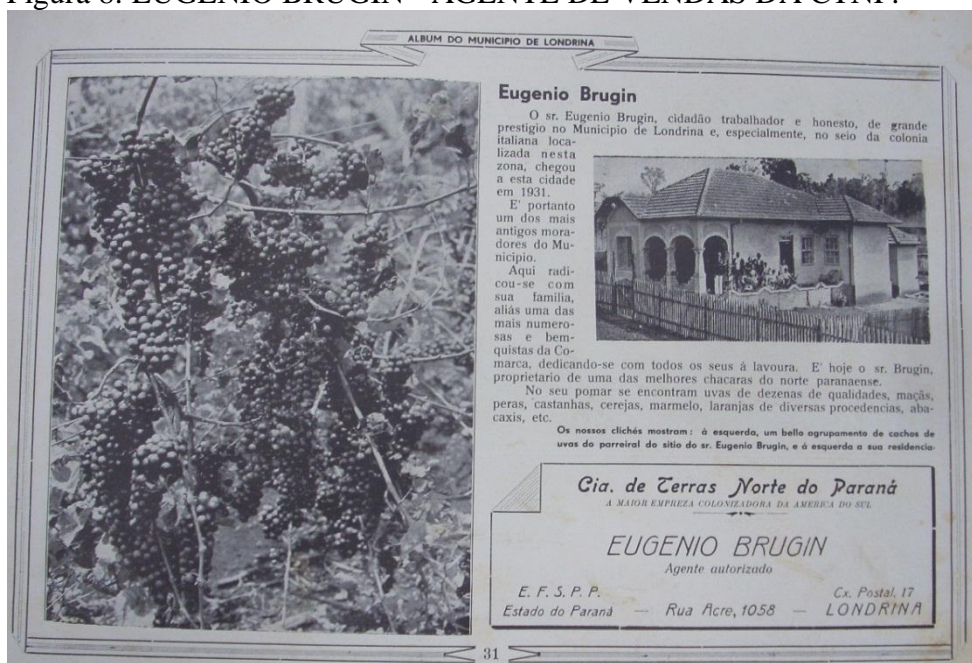 Figura 8: EUGENIO BRUGIN - AGENTE DE VENDAS DA CTNP.
ALBUM DO MUNICIPIO DE LONDRINA
Eugenio Brugin
O sr. Eugenio Brugin, cidadão trabalhador e honesto, de grande
prestigio no Municipio de Londrina e, especialmente, no seio da colonia
italiana loca-
lizada nesta
zona, chegou
a esta cidade
em 1931.
E' portanto
um dos mais
antigos mora-
dores do Mu-
nicipio.
Aqui radi-
cou-se com
sua familia,
aliás uma das
mais numero-
sas e bem-
quistas da Co-
marca, dedicando-se com todos os seus à lavoura. E' hoje o sr. Brugin,
proprietario de uma das melhores chacaras do norte paranaense.
No seu pomar se encontram uvas de dezenas de qualidades, maçãs,
peras, castanhas, cerejas, marmelo, laranjas de diversas procedencias, aba-
caxis, etc.
Os nossos clichés mostram : á esquerda, um bello agrupamento de cachos de
uvas do parreiral do sitio do sr. Eugenio Brugin, e á esquerda a sua residencia-
Cia. de Terras Norte do Paraná
A MAIOR EMPREZA COLONIZADORA DA AMERICA DO SUL
EUGENIO BRUGIN
Agente autorizado
E. F. S. P. P. Cx. Postal, 17
Estado do Paraná — Rua Acre, 1058 — LONDRINA
31